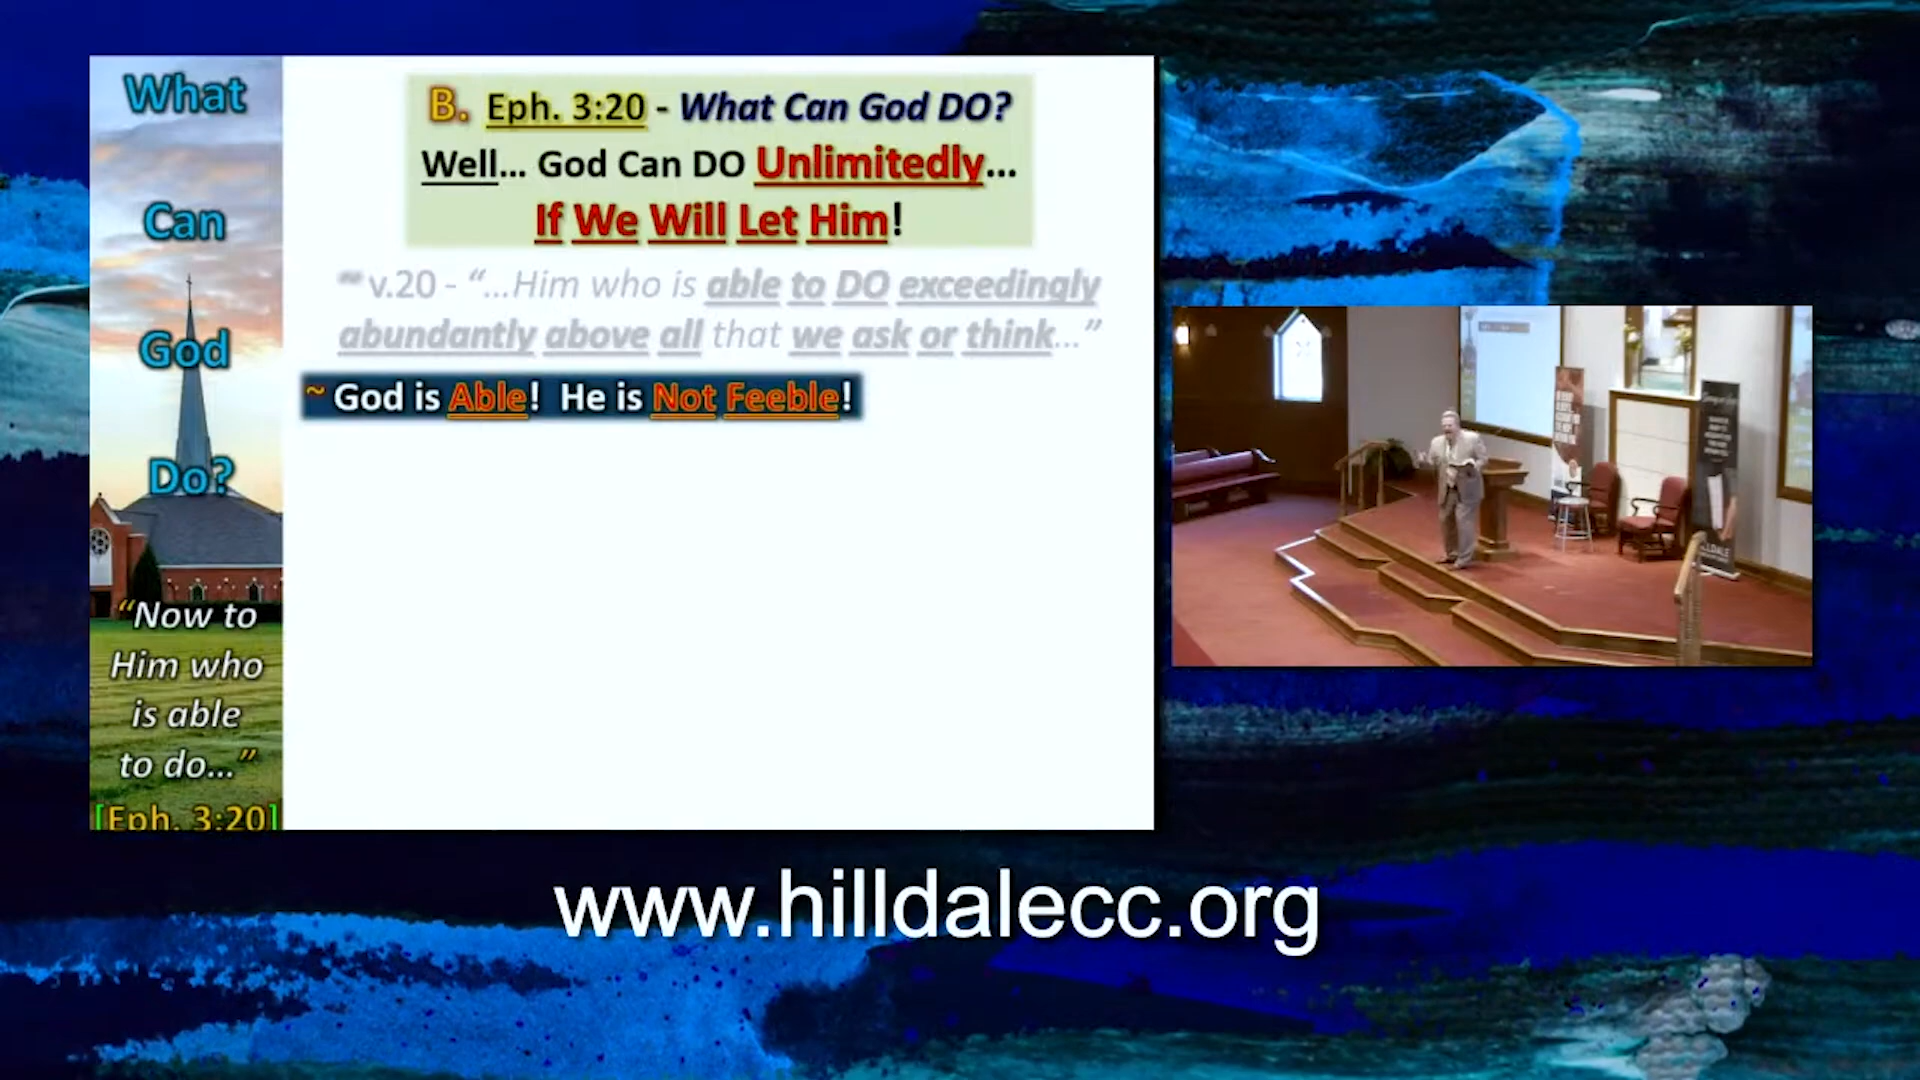 What
Can
God
Do?
“Now to
Him who
is able
to do...”
[Eph. 3:20]
B. Eph. 3:20 - What Can God DO?
Well... God Can DO Unlimitedly...
If We Will Let Him!
~ v.20 - “...Him who is able to DO exceedingly
abundantly above all that we ask or think...”
~ God is Able!  He is Not Feeble!
www.hilldalecc.org